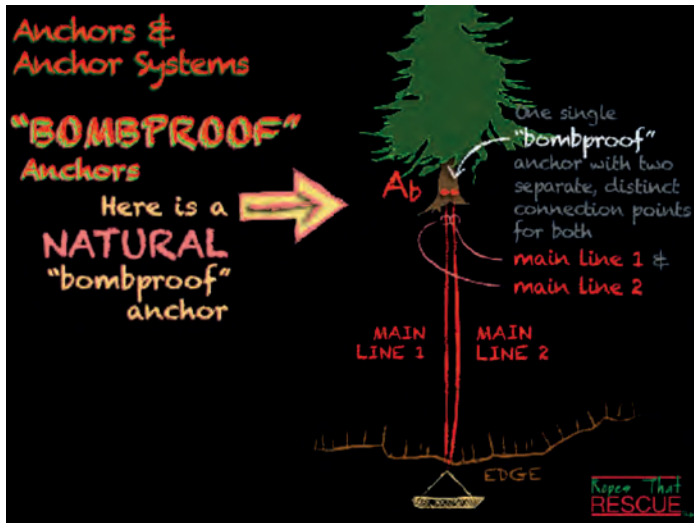 Anchors &
Anchor Systems
"BOMBPROOF"
Anchors
Here is a
NATURAL
"bombproof"
anchor
One single
"bombproof"
anchor with two
separate, distinct
connection points
for both
main line 1 &
main line 2
Ab
MAIN
LINE 1
MAIN
LINE 2
EDGE
Ropes That
RESCUE